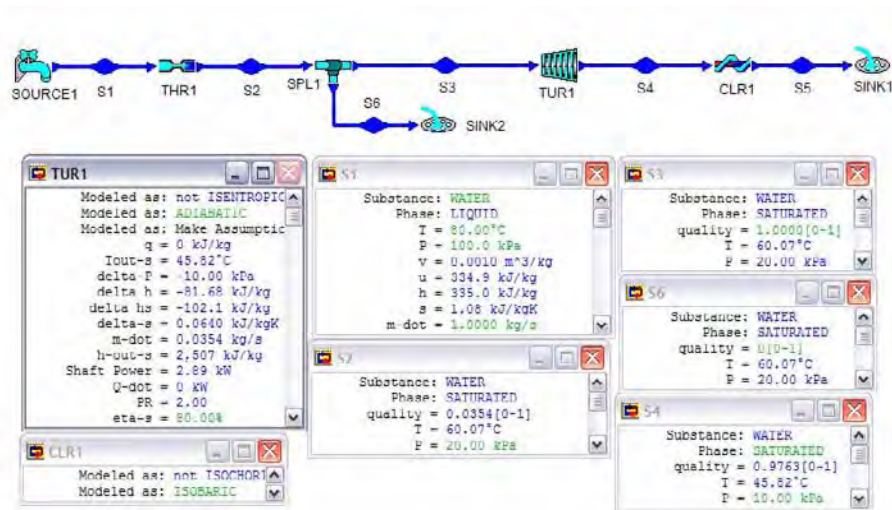 SOURCE1
S1
THR1
S2
SPL1
S6
SINK2
S3
TUR1
S4
CLR1
S5
SINK1
TUR1
Modeled as: not ISENTROPIC
Modeled as: ADIABATIC
Modeled as: Make Assumptic
q = 0 kJ/kg
Tout-s = 45.82°C
delta-P = -10.00 kPa
delta h = -81.68 kJ/kg
delta hs = -102.1 kJ/kg
delta-s = 0.0640 kJ/kgK
m-dot = 0.0354 kg/s
h-out-s = 2,507 kJ/kg
Shaft Power = 2.89 kW
Q-dot = 0 kW
PR = 2.00
eta-s = 80.00%
CLR1
Modeled as: not ISOCHORI
Modeled as: ISOBARIC
S1
Substance: WATER
Phase: LIQUID
T = 80.00°C
P = 100.0 kPa
v = 0.0010 m^3/kg
u = 334.9 kJ/kg
h = 335.0 kJ/kg
s = 1.08 kJ/kgK
m-dot = 1.0000 kg/s
S2
Substance: WATER
Phase: SATURATED
quality = 0.0354[0-1]
T = 60.07°C
P = 20.00 kPa
S3
Substance: WATER
Phase: SATURATED
quality = 1.0000[0-1]
T = 60.07°C
P = 20.00 kPa
S6
Substance: WATER
Phase: SATURATED
quality = 0[0-1]
T = 60.07°C
P = 20.00 kPa
S4
Substance: WATER
Phase: SATURATED
quality = 0.9763[0-1]
T = 45.82°C
P = 10.00 kPa